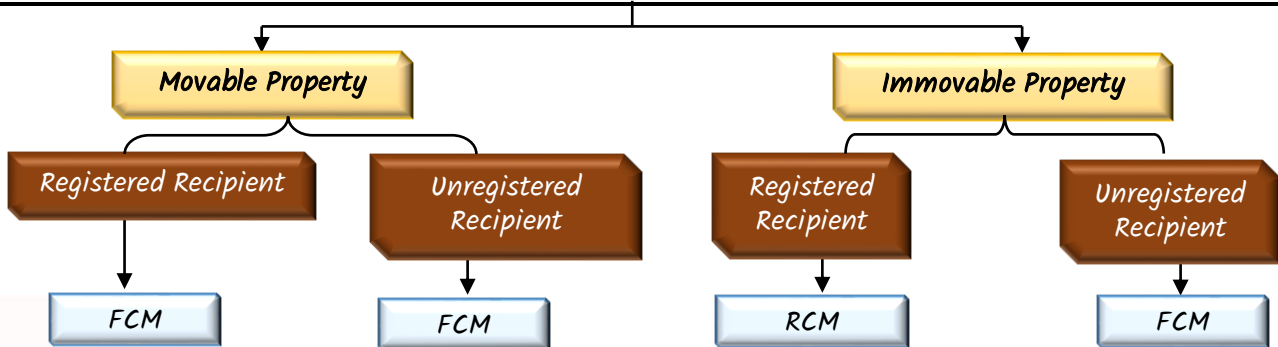 Movable Property
Immovable Property
Registered Recipient
Unregistered
Recipient
Registered
Recipient
Unregistered
Recipient
FCM
FCM
RCM
FCM